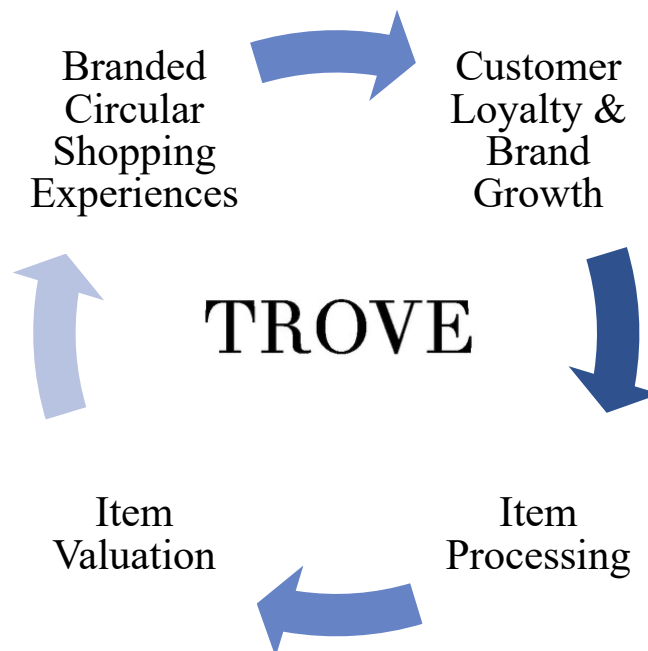 Branded
Circular
Shopping
Experiences
Customer
Loyalty &
Brand
Growth
TROVE
Item
Valuation
Item
Processing